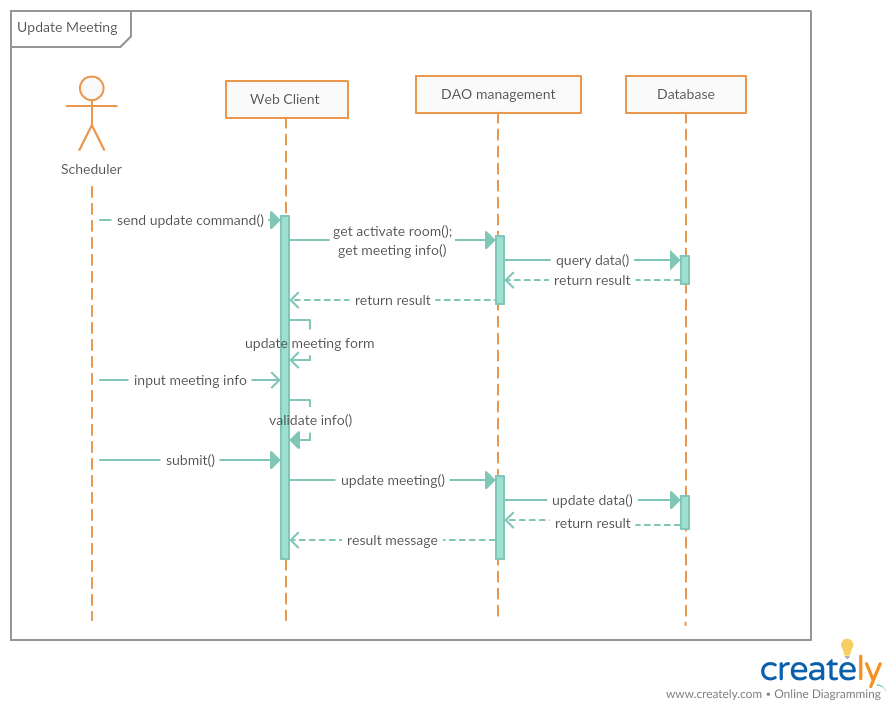 Update Meeting
Web Client
DAO management
Database
Scheduler
send update command()
get activate room();
get meeting info()
query data()
return result
return result
update meeting form
input meeting info
validate info()
submit()
update meeting()
update data()
return result
result message
creately
www.creately.com • Online Diagramming